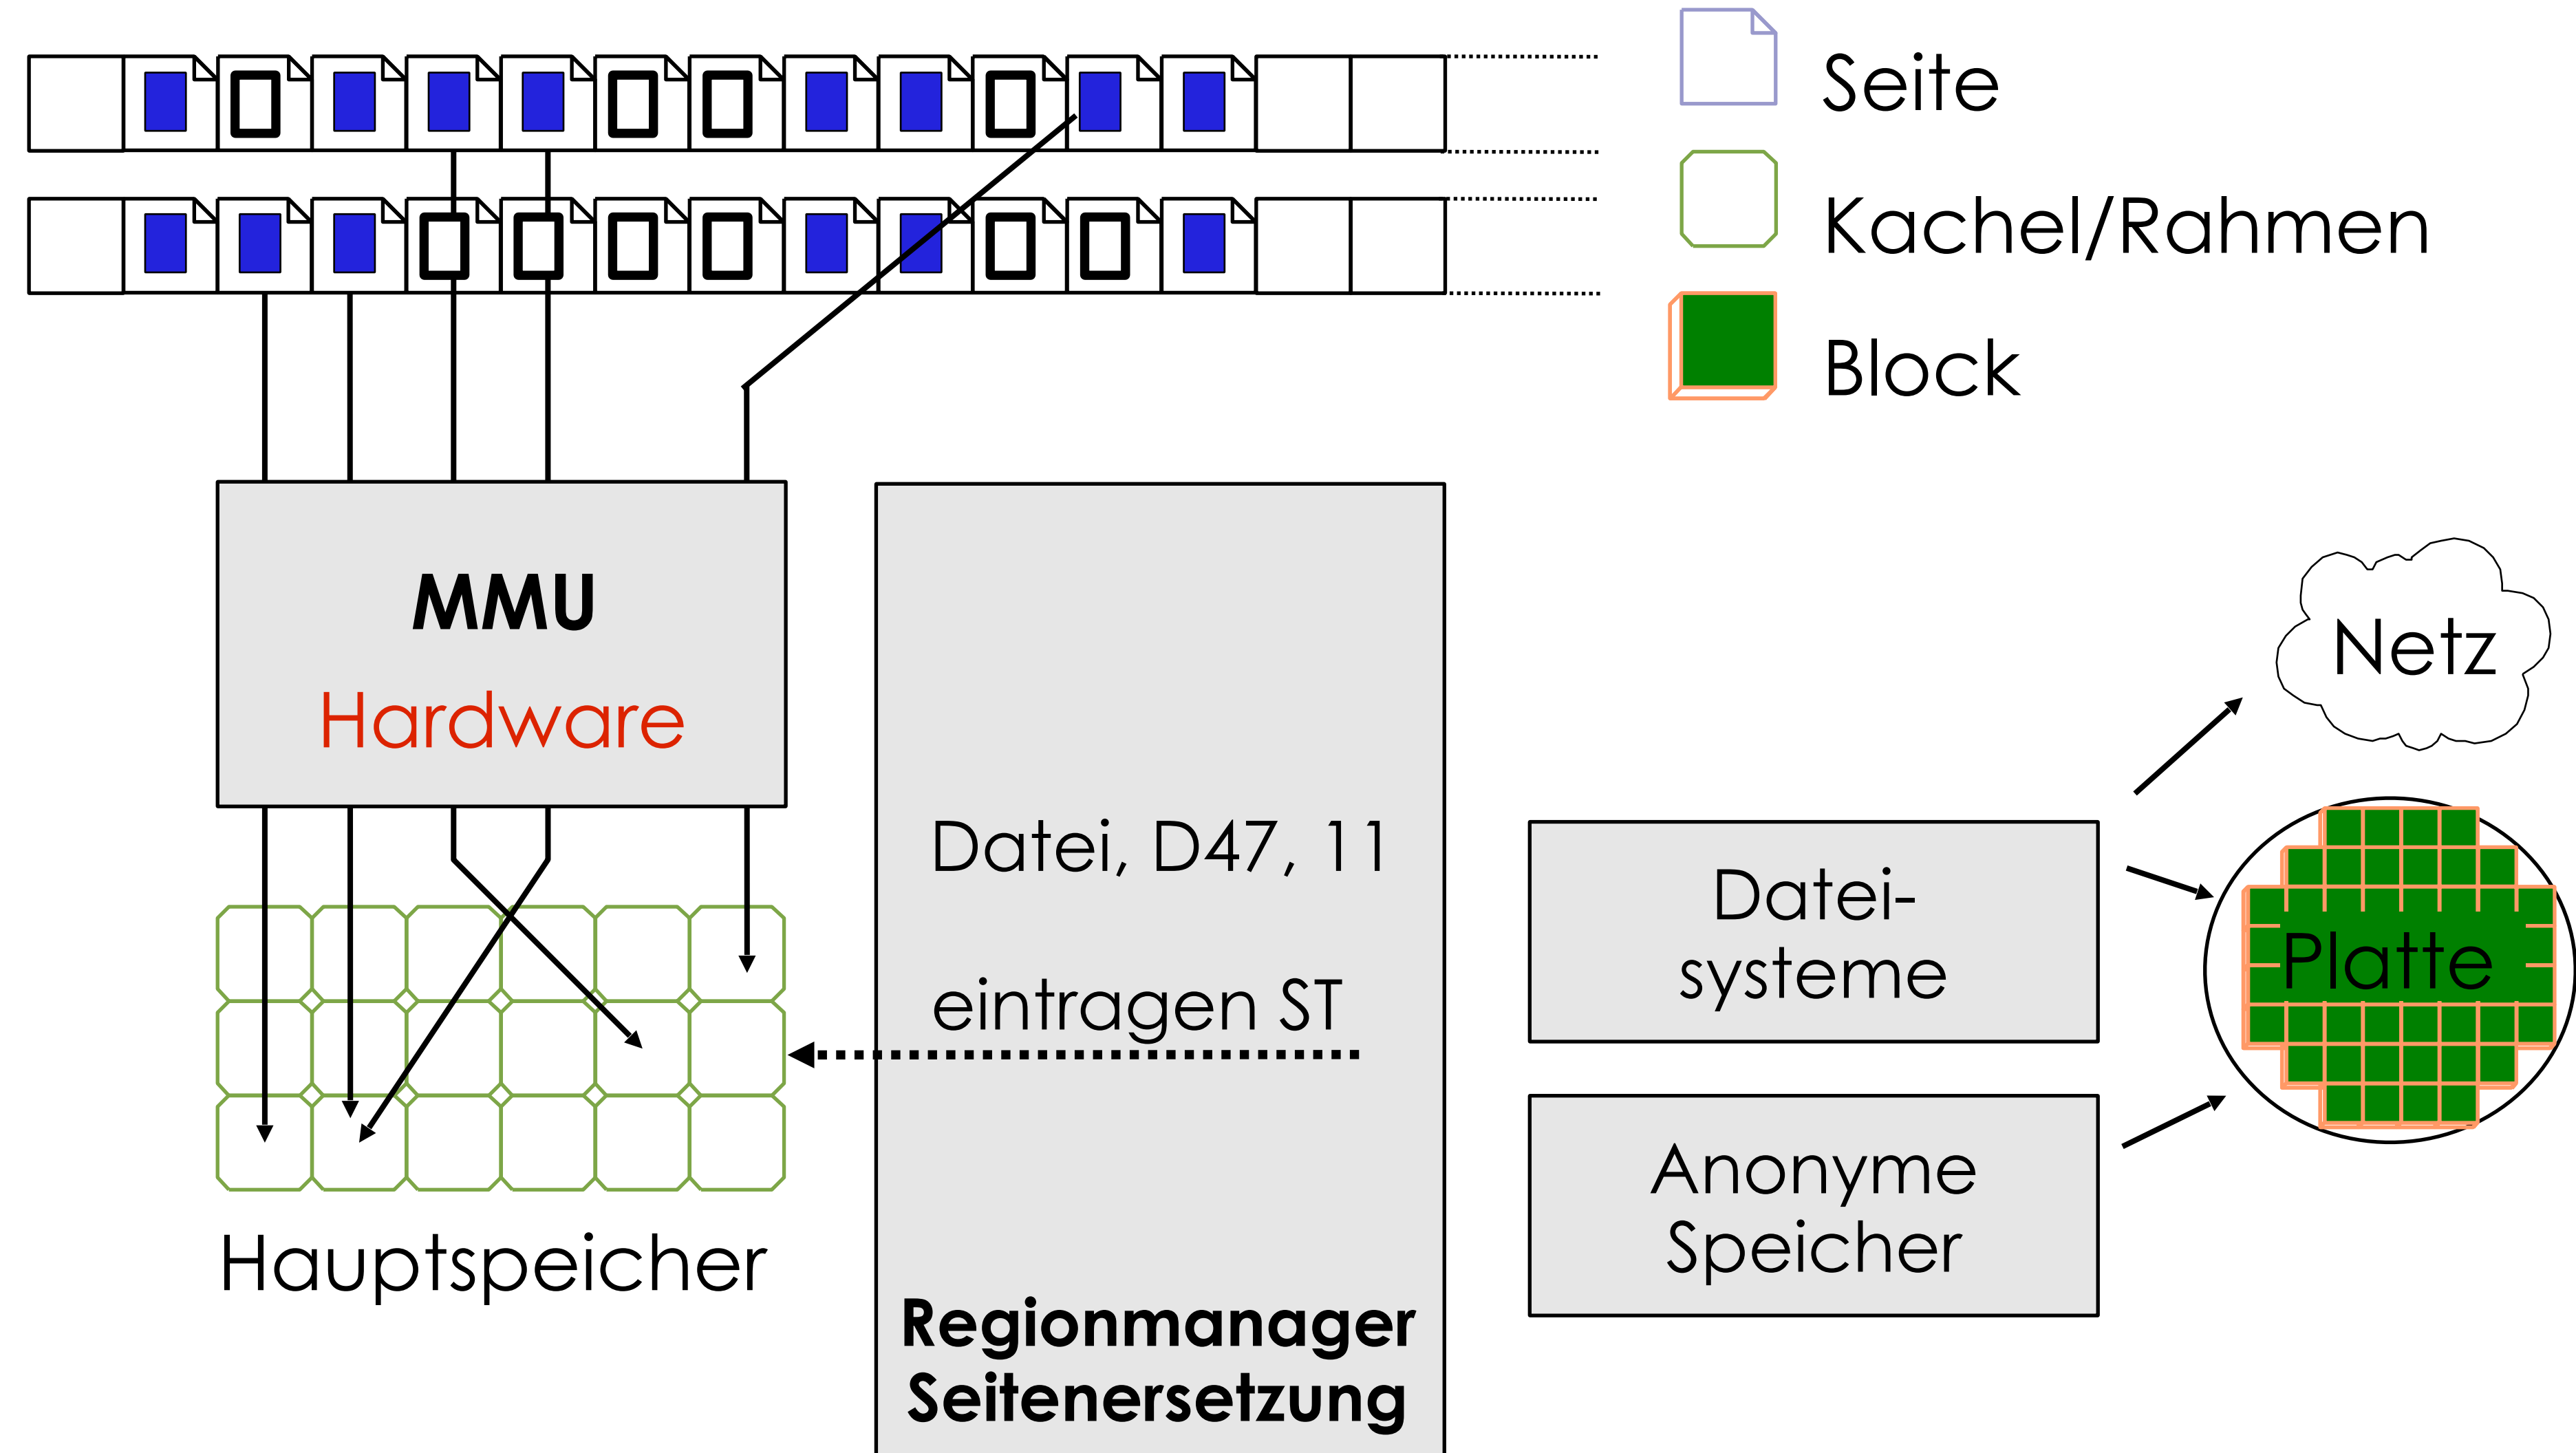 Seite
Kachel/Rahmen
Block
MMU
Hardware
Datei, D47, 11
eintragen ST
Regionmanager
Seitenersetzung
Hauptspeicher
Datei-
systeme
Anonyme
Speicher
Netz
Platte